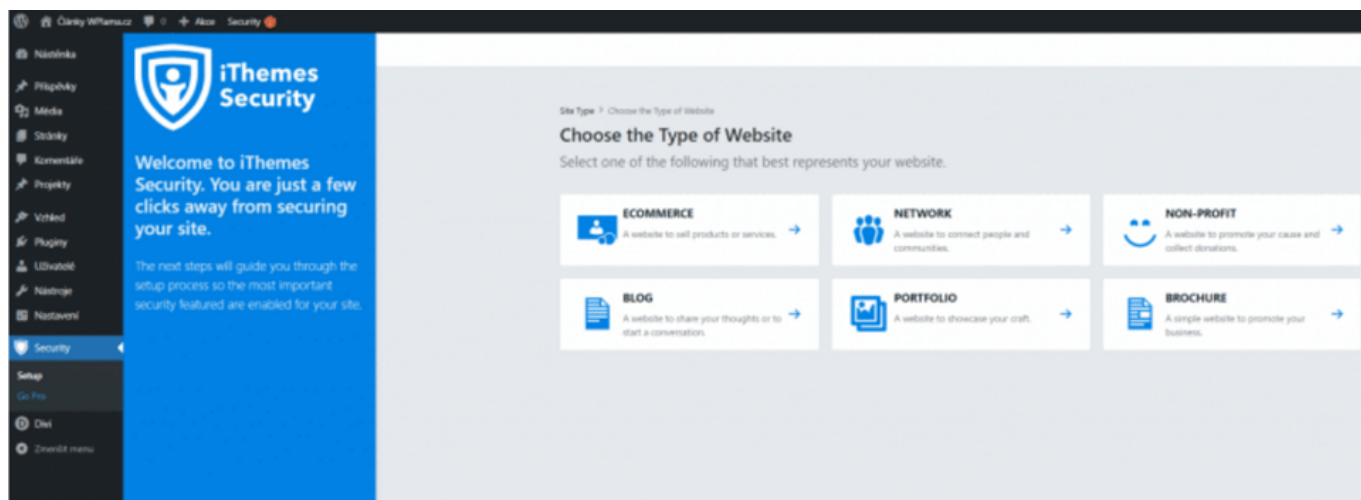 Články WPlama.cz 0 + Akce Security
Nástěnka
Příspěvky
Média
Stránky
Komentáře
Projekty
Vzhled
Pluginy
Uživatelé
Nástroje
Nastavení
Security
Setup
Go Pro
Divi
Zmenšit menu
iThemes
Security
Welcome to iThemes
Security. You are just a few
clicks away from securing
your site.
The next steps will guide you through the
setup process so the most important
security featured are enabled for your site.
Site Type > Choose the Type of Website
Choose the Type of Website
Select one of the following that best represents your website.
ECOMMERCE
A website to sell products or services.
NETWORK
A website to connect people and
communities.
NON-PROFIT
A website to promote your cause and
collect donations.
BLOG
A website to share your thoughts or to
start a conversation.
PORTFOLIO
A website to showcase your craft.
BROCHURE
A simple website to promote your
business.